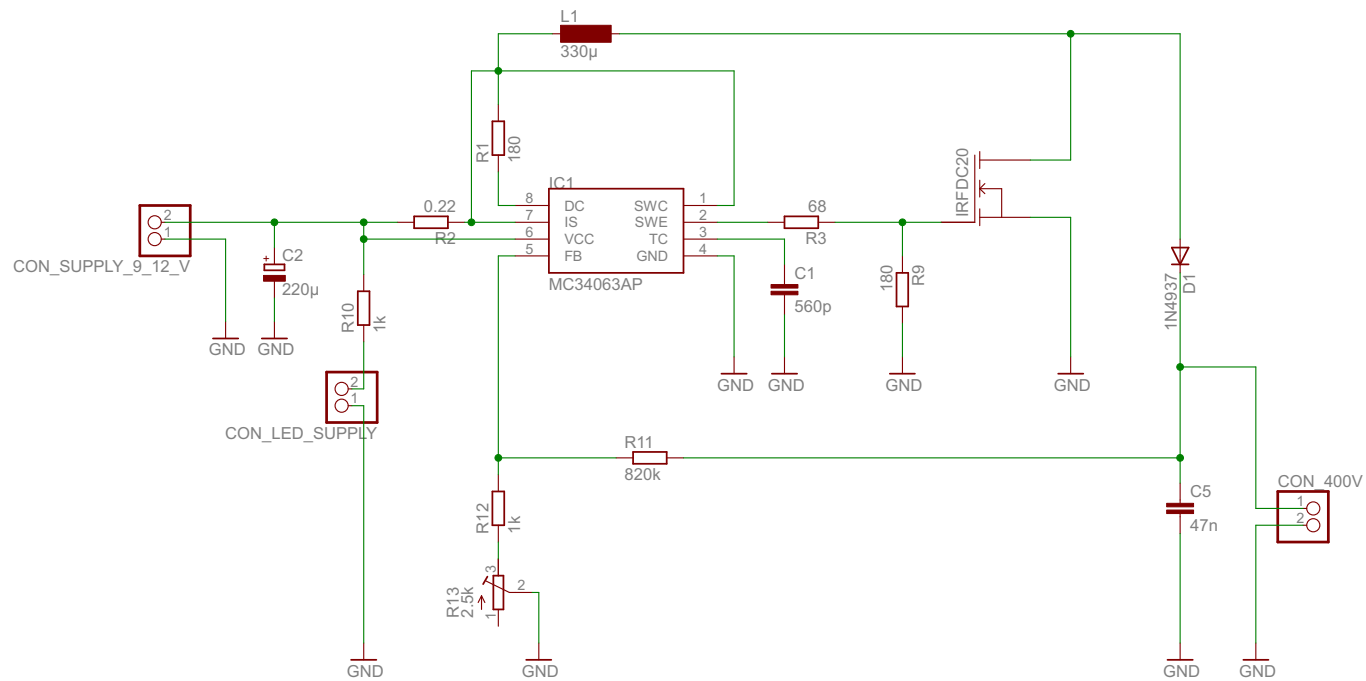 L1
330µ
R1
180
IC1
8
DC
SWC
1
7
IS
SWE
2
6
VCC
TC
3
5
FB
GND
4
MC34063AP
2
1
CON_SUPPLY_9_12_V
GND
+
C2
220µ
GND
0.22
R2
R10
1k
2
1
CON_LED_SUPPLY
GND
68
R3
C1
560p
GND
GND
180
R9
GND
IRFDC20
GND
1N4937
D1
R11
820k
R12
1k
R13
2.5k
3
2
1
GND
C5
47n
GND
CON_400V
1
2
GND